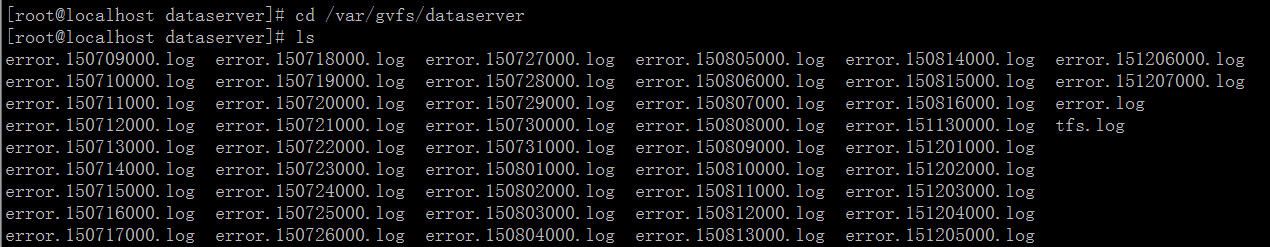 [root@localhost dataserver]# cd /var/gvfs/dataserver
[root@localhost dataserver]# ls
error.150709000.log  error.150718000.log  error.150727000.log  error.150805000.log  error.150814000.log  error.151206000.log
error.150710000.log  error.150719000.log  error.150728000.log  error.150806000.log  error.150815000.log  error.151207000.log
error.150711000.log  error.150720000.log  error.150729000.log  error.150807000.log  error.150816000.log  error.log
error.150712000.log  error.150721000.log  error.150730000.log  error.150808000.log  error.151130000.log  tfs.log
error.150713000.log  error.150722000.log  error.150731000.log  error.150809000.log  error.151201000.log
error.150714000.log  error.150723000.log  error.150801000.log  error.150810000.log  error.151202000.log
error.150715000.log  error.150724000.log  error.150802000.log  error.150811000.log  error.151203000.log
error.150716000.log  error.150725000.log  error.150803000.log  error.150812000.log  error.151204000.log
error.150717000.log  error.150726000.log  error.150804000.log  error.150813000.log  error.151205000.log